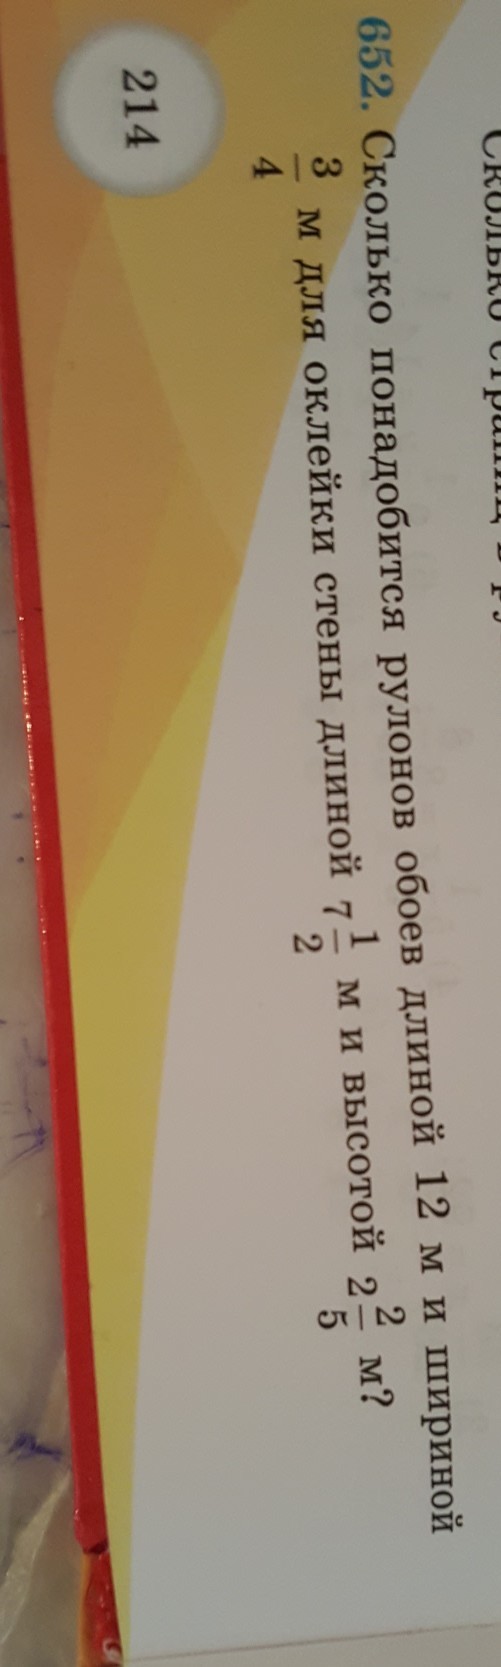 652. Сколько понадобится рулонов обоев длиной 12 м и шириной
3/4 м для оклейки стены длиной 7 1/2 м и высотой 2 2/5 м?
214